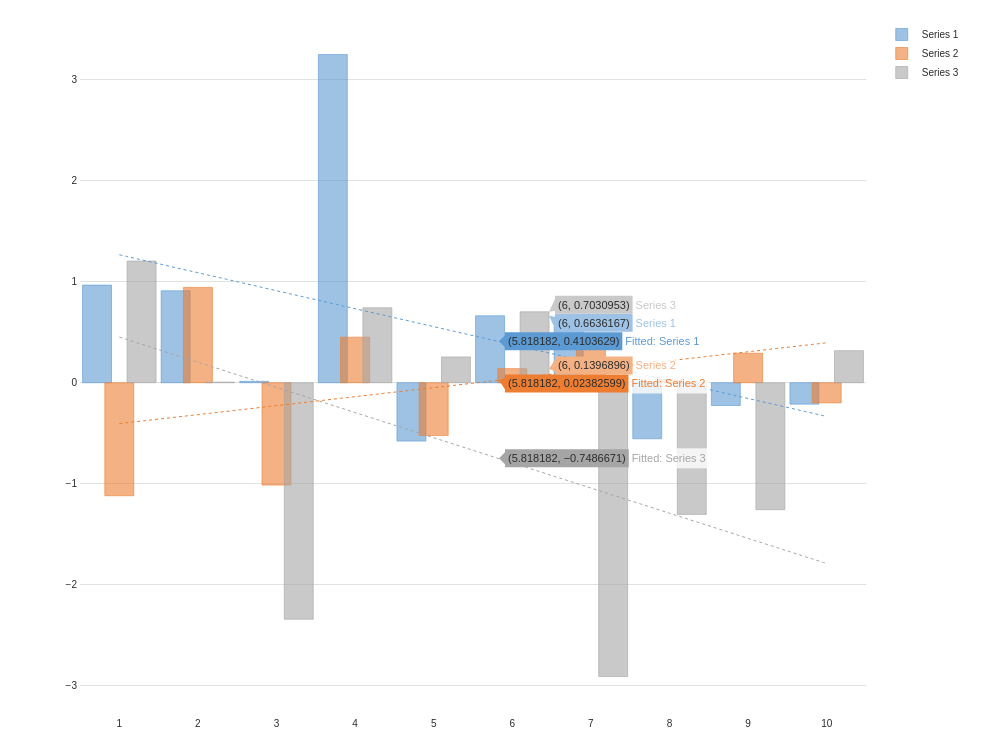 Series 1
Series 2
Series 3
3
2
1
0
−1
−2
−3
(6, 0.7030953) Series 3
(6, 0.6636167) Series 1
(5.818182, 0.4103629) Fitted: Series 1
(6, 0.1396896) Series 2
(5.818182, 0.02382599) Fitted: Series 2
(5.818182, −0.7486671) Fitted: Series 3
1 2 3 4 5 6 7 8 9 10